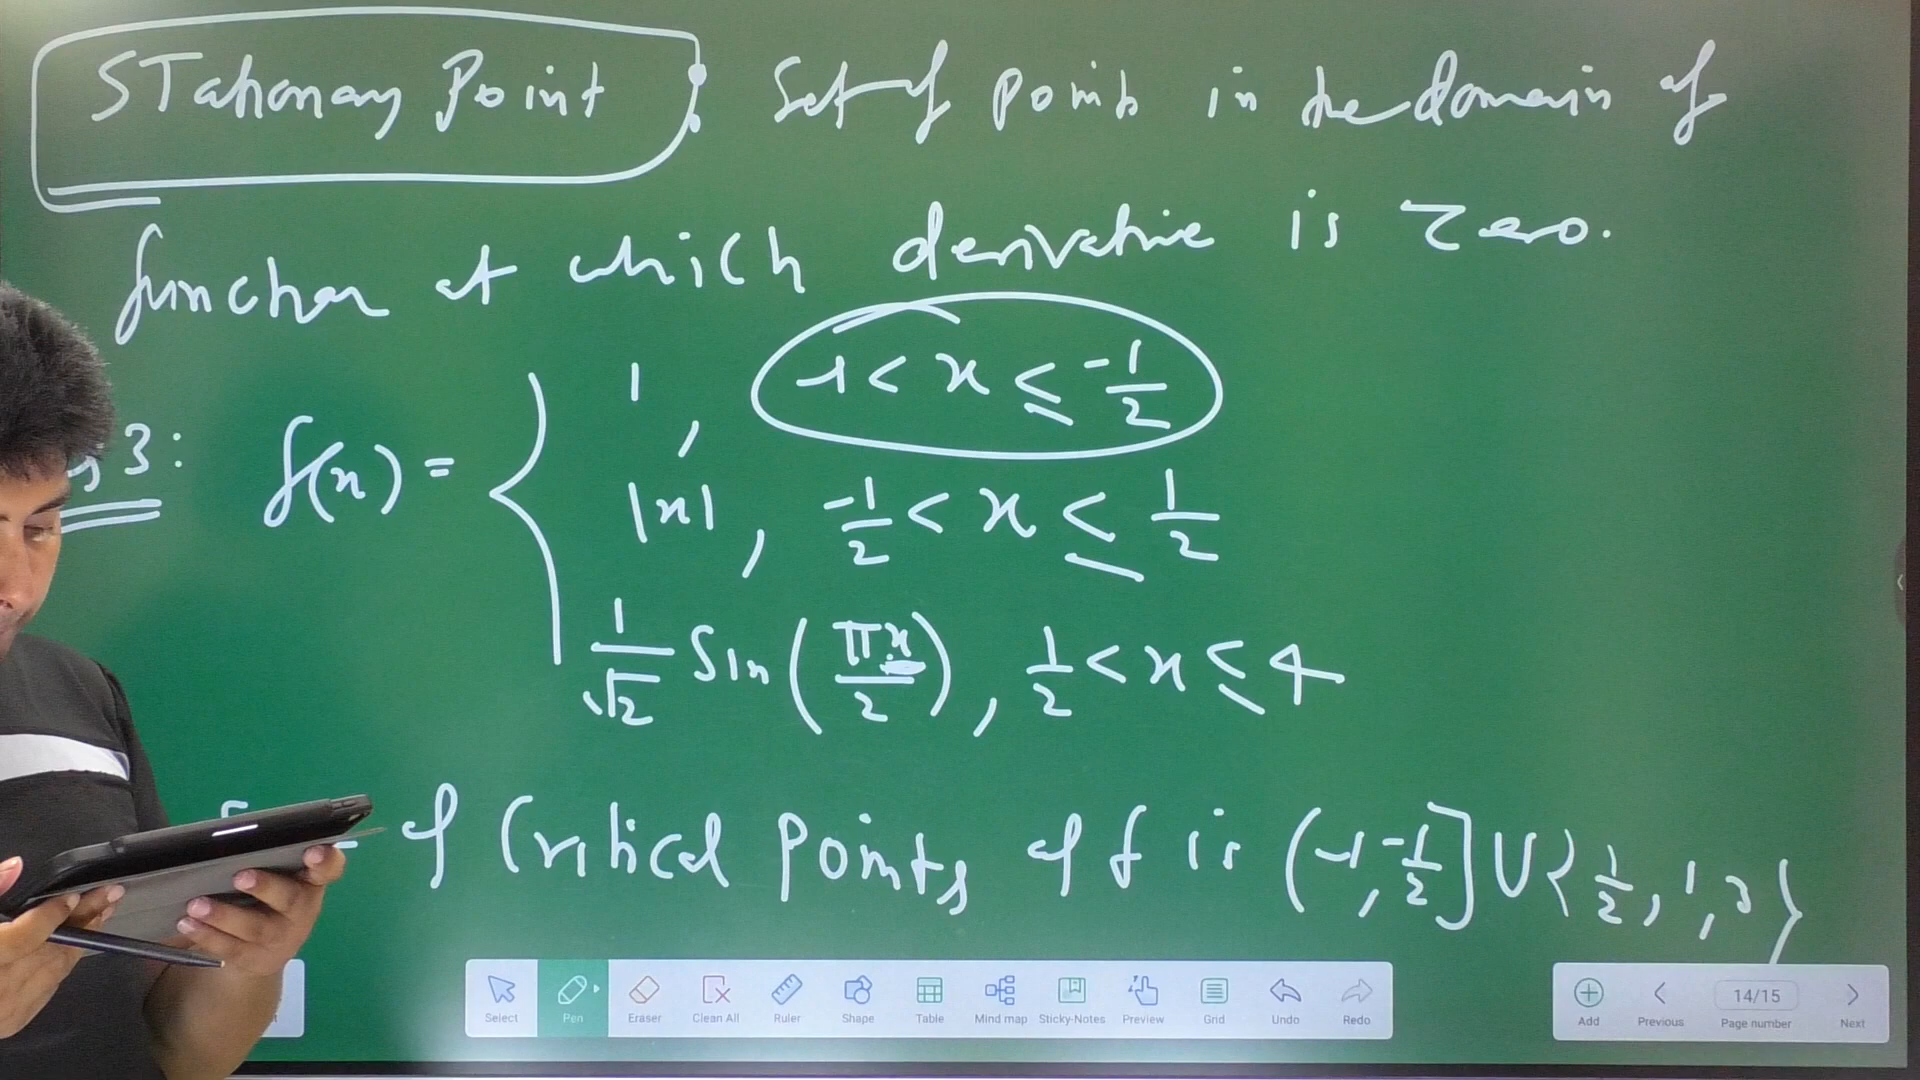 STationary Point : Set of points in the domain of
function at which derivative is zero.
3: f(x) = { 1, -1 < x ≤ -1/2
|x|, -1/2 < x ≤ 1/2
1/√2 Sin(πx/2), 1/2 < x ≤ 4
of Critical points of f is (-1, -1/2] ∪ {1/2, 1, 3}
Select Pen Eraser Clean All Ruler Shape Table Mind map Sticky-Notes Preview Grid Undo Redo
14/15
Add Previous Page number Next